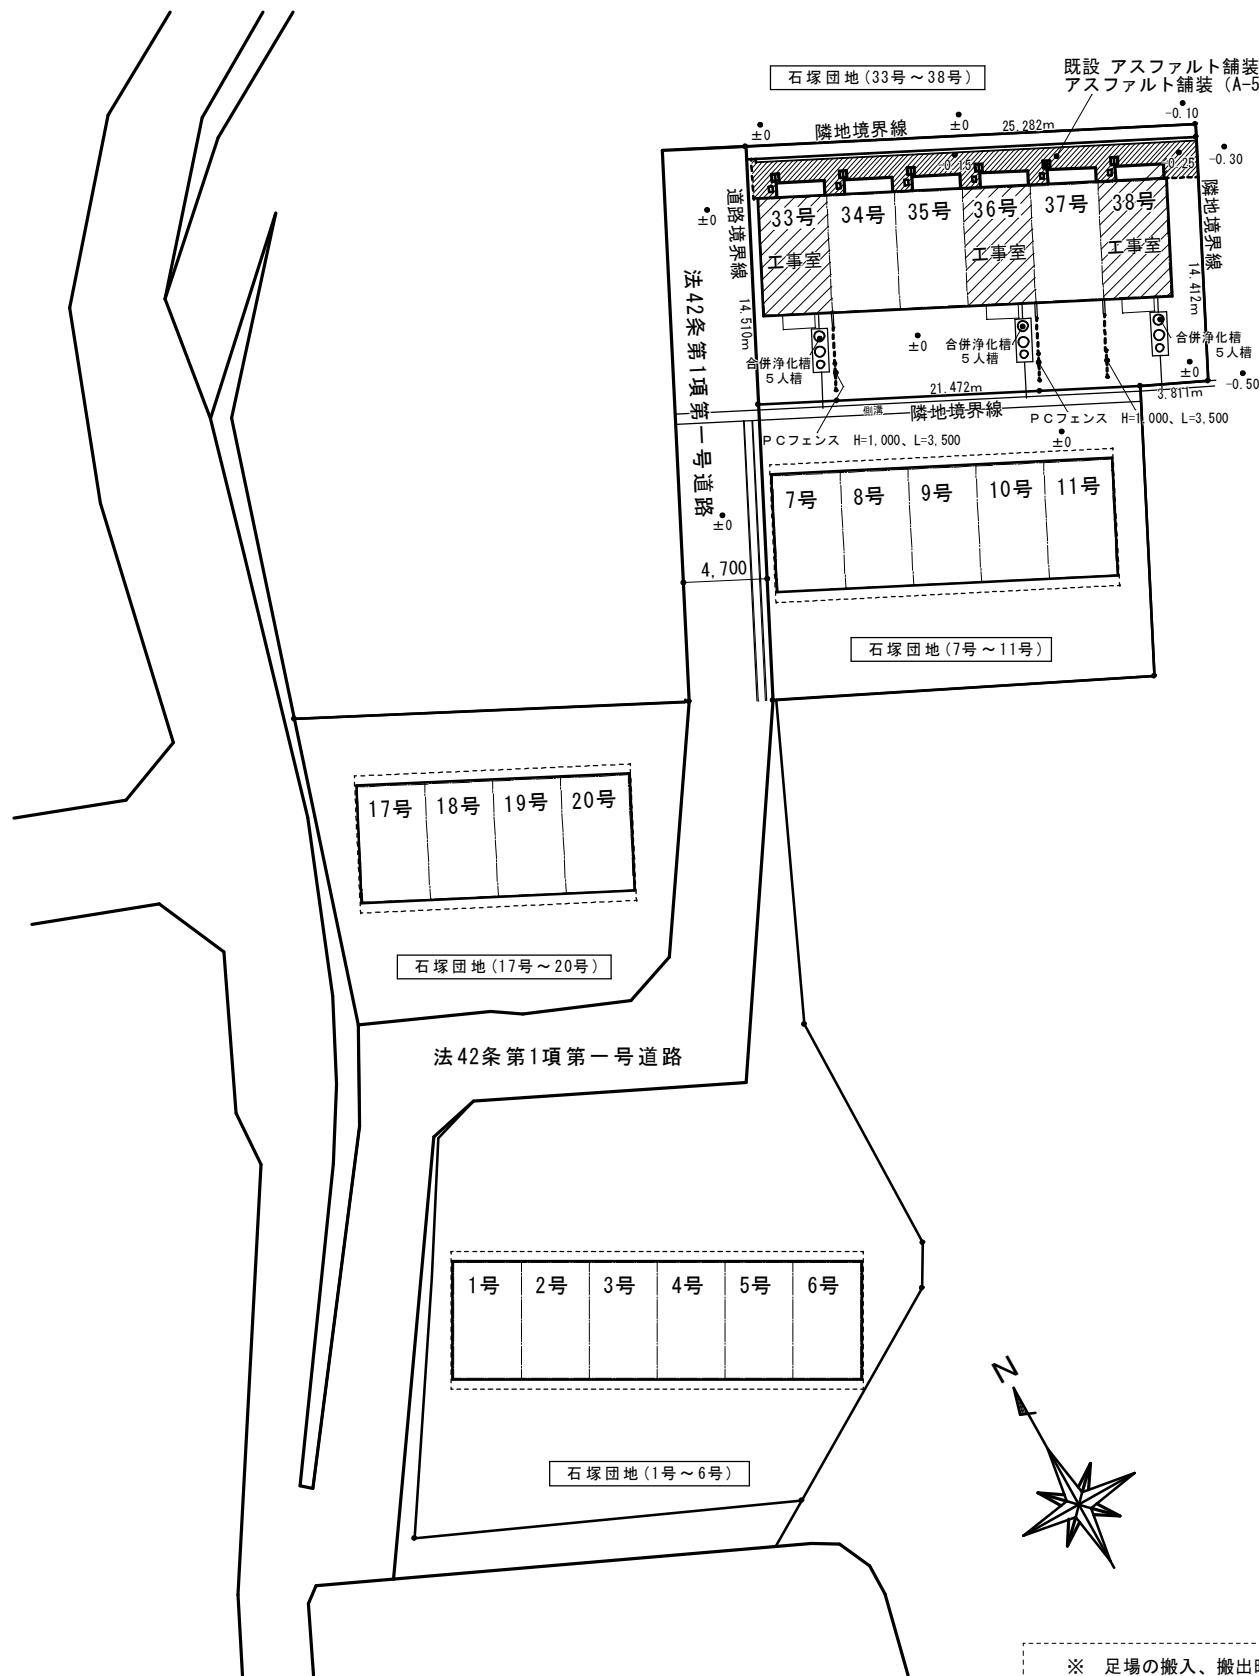 石塚団地(33号～38号)
既設 アスファルト舗装
アスファルト舗装（A-5
-0.10
±0
隣地境界線
±0
25.282m
-0.15
-0.25
-0.30
±0
道路境界線
33号
34号
35号
36号
37号
38号
隣地境界線
工事室
工事室
工事室
法42条第1項第一号道路
14.510m
14.412m
合併浄化槽
5人槽
±0
合併浄化槽
5人槽
合併浄化槽
5人槽
±0
-0.50
21.472m
3.811m
側溝
隣地境界線
PCフェンス H=1,000、L=3,500
PCフェンス H=1,000、L=3,500
±0
7号
8号
9号
10号
11号
±0
4,700
石塚団地(7号～11号)
17号
18号
19号
20号
石塚団地(17号～20号)
法42条第1項第一号道路
1号
2号
3号
4号
5号
6号
N
石塚団地(1号～6号)
※ 足場の搬入、搬出